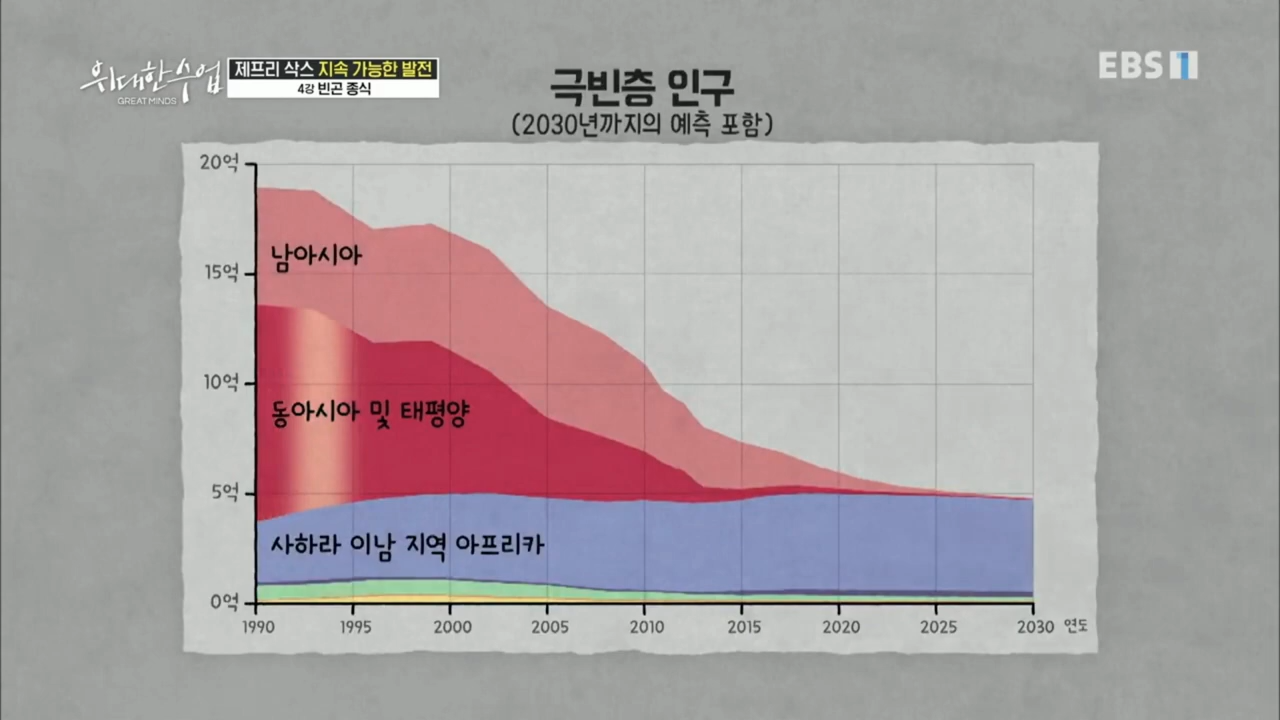 위대한수업
GREAT MINDS
제프리 삭스 지속 가능한 발전
4강 빈곤 종식
EBS 1
극빈층 인구
(2030년까지의 예측 포함)
20억
15억
10억
5억
0억
남아시아
동아시아 및 태평양
사하라 이남 지역 아프리카
1990 1995 2000 2005 2010 2015 2020 2025 2030 연도